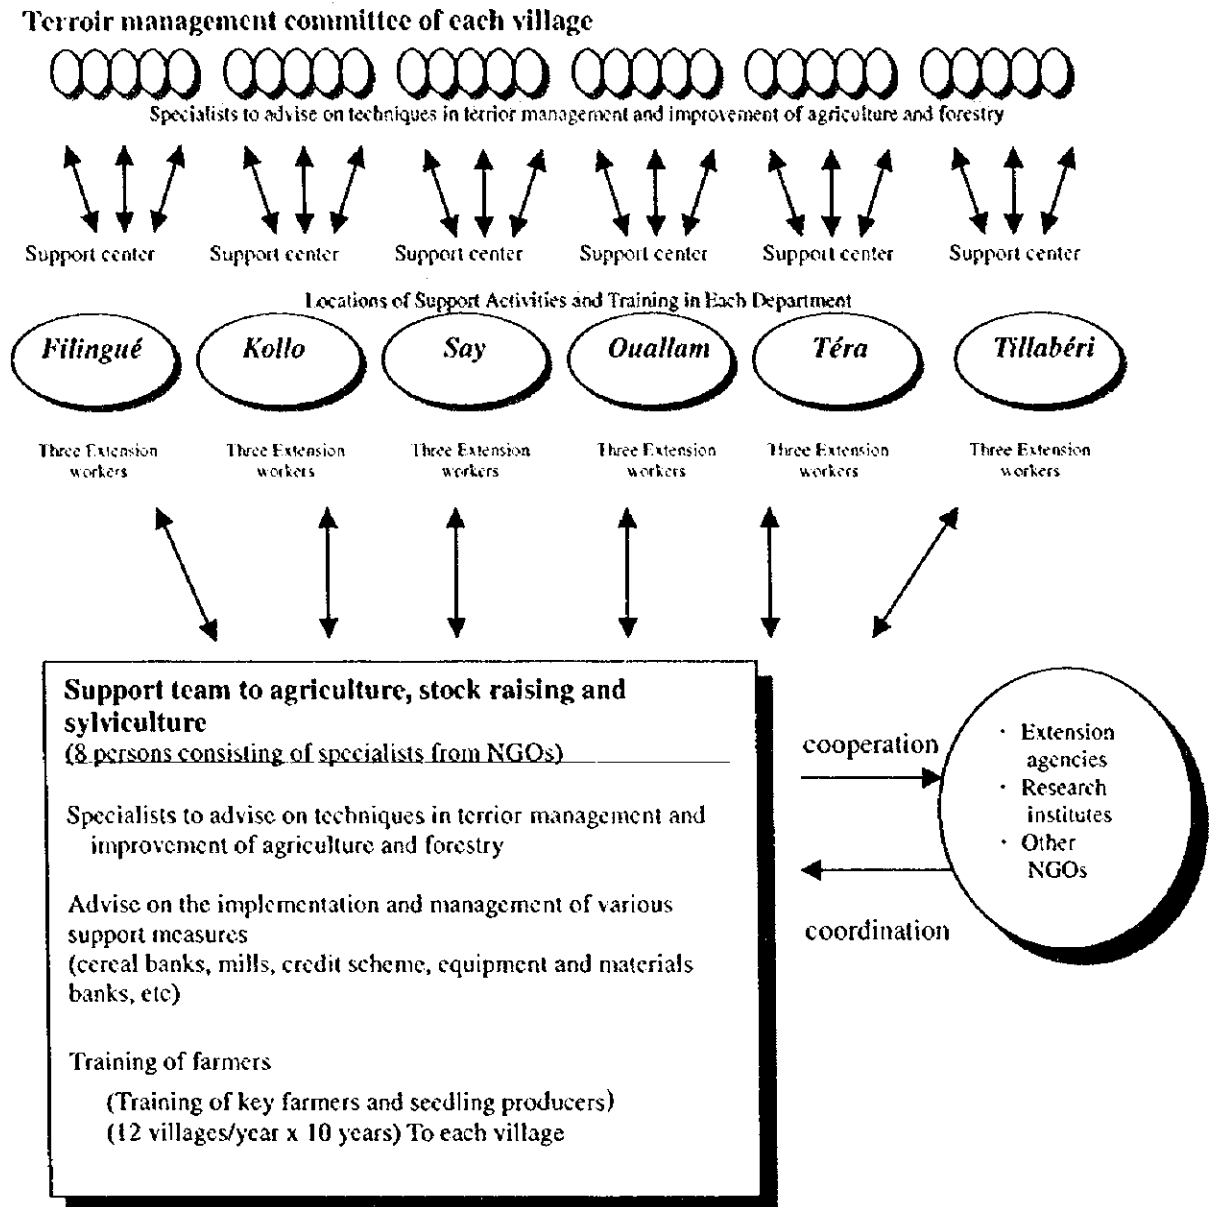 Terroir management committee of each village
Specialists to advise on techniques in terrior management and improvement of agriculture and forestry
Support center Support center Support center Support center Support center Support center
Locations of Support Activities and Training in Each Department
Filingué Kollo Say Ouallam Téra Tillabéri
Three Extension Three Extension Three Extension Three Extension Three Extension Three Extension
workers workers workers workers workers workers
Support team to agriculture, stock raising and
sylviculture
(8 persons consisting of specialists from NGOs)
Specialists to advise on techniques in terrior management and
improvement of agriculture and forestry
Advise on the implementation and management of various
support measures
(cereal banks, mills, credit scheme, equipment and materials
banks, etc)
Training of farmers
(Training of key farmers and seedling producers)
(12 villages/year x 10 years) To each village
cooperation
coordination
· Extension
agencies
· Research
institutes
· Other
NGOs